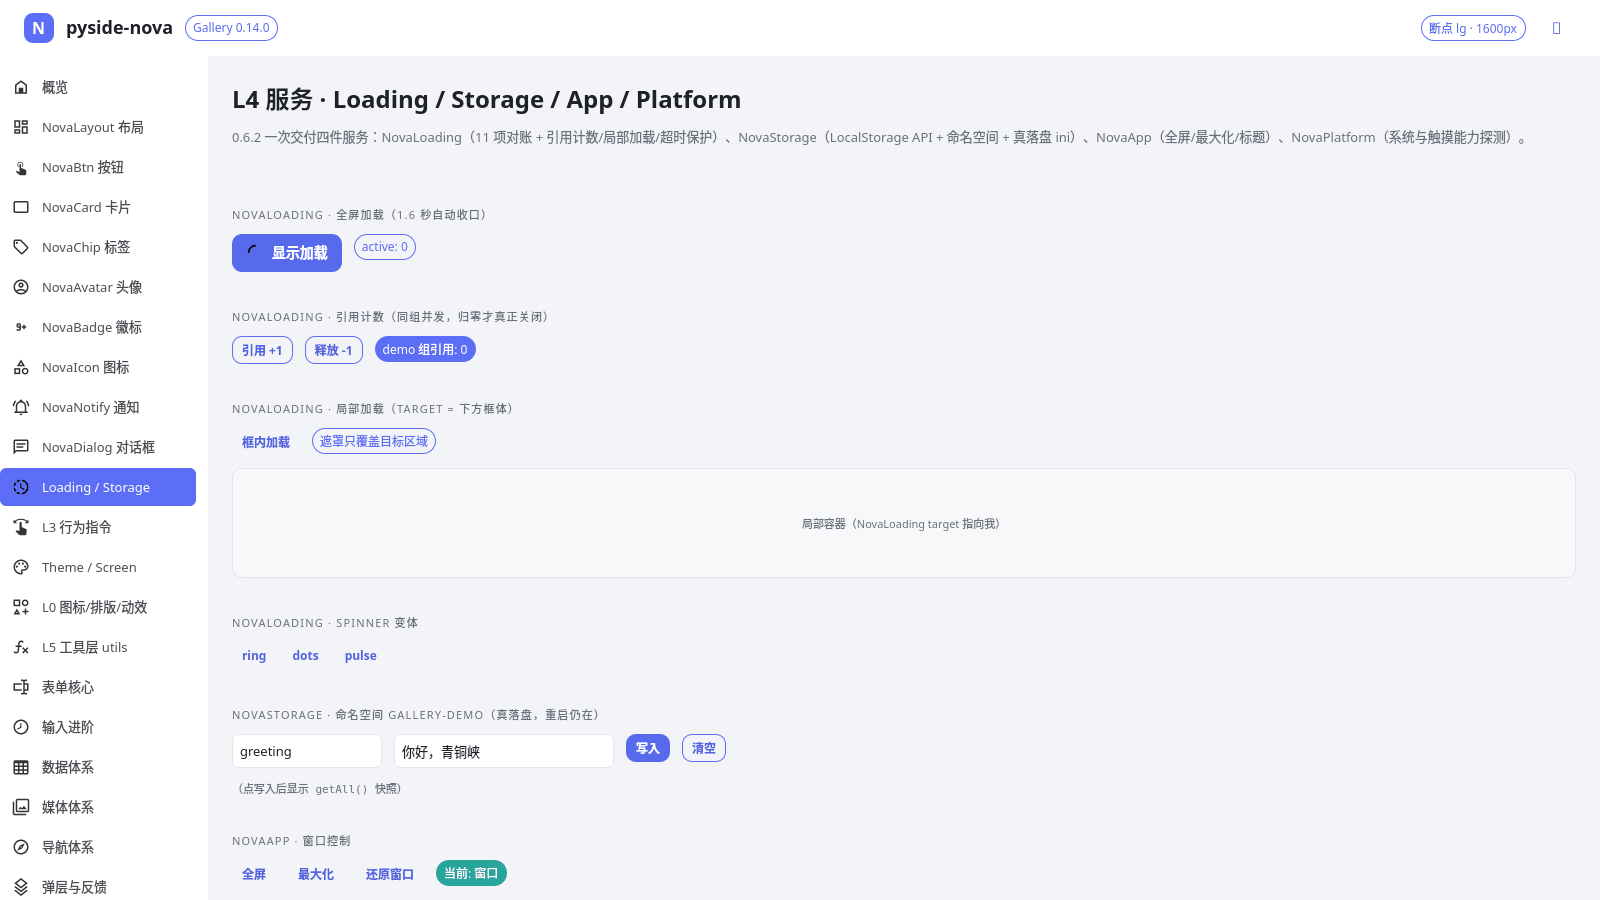 N pyside-nova Gallery 0.14.0 断点 lg · 1600px
概览
NovaLayout 布局
NovaBtn 按钮
NovaCard 卡片
NovaChip 标签
NovaAvatar 头像
9+ NovaBadge 徽标
NovaIcon 图标
NovaNotify 通知
NovaDialog 对话框
Loading / Storage
L3 行为指令
Theme / Screen
L0 图标/排版/动效
L5 工具层 utils
表单核心
输入进阶
数据体系
媒体体系
导航体系
弹层与反馈
L4 服务 · Loading / Storage / App / Platform
0.6.2 一次交付四件服务：NovaLoading（11 项对账 + 引用计数/局部加载/超时保护）、NovaStorage（LocalStorage API + 命名空间 + 真落盘 ini）、NovaApp（全屏/最大化/标题）、NovaPlatform（系统与触摸能力探测）。
NOVALOADING · 全屏加载（1.6 秒自动收口）
显示加载 active: 0
NOVALOADING · 引用计数（同组并发，归零才真正关闭）
引用 +1 释放 -1 demo 组引用: 0
NOVALOADING · 局部加载（TARGET = 下方框体）
框内加载 遮罩只覆盖目标区域
局部容器（NovaLoading target 指向我）
NOVALOADING · SPINNER 变体
ring dots pulse
NOVASTORAGE · 命名空间 GALLERY-DEMO（真落盘，重启仍在）
greeting 你好，青铜峡 写入 清空
（点写入后显示 getAll() 快照）
NOVAAPP · 窗口控制
全屏 最大化 还原窗口 当前: 窗口